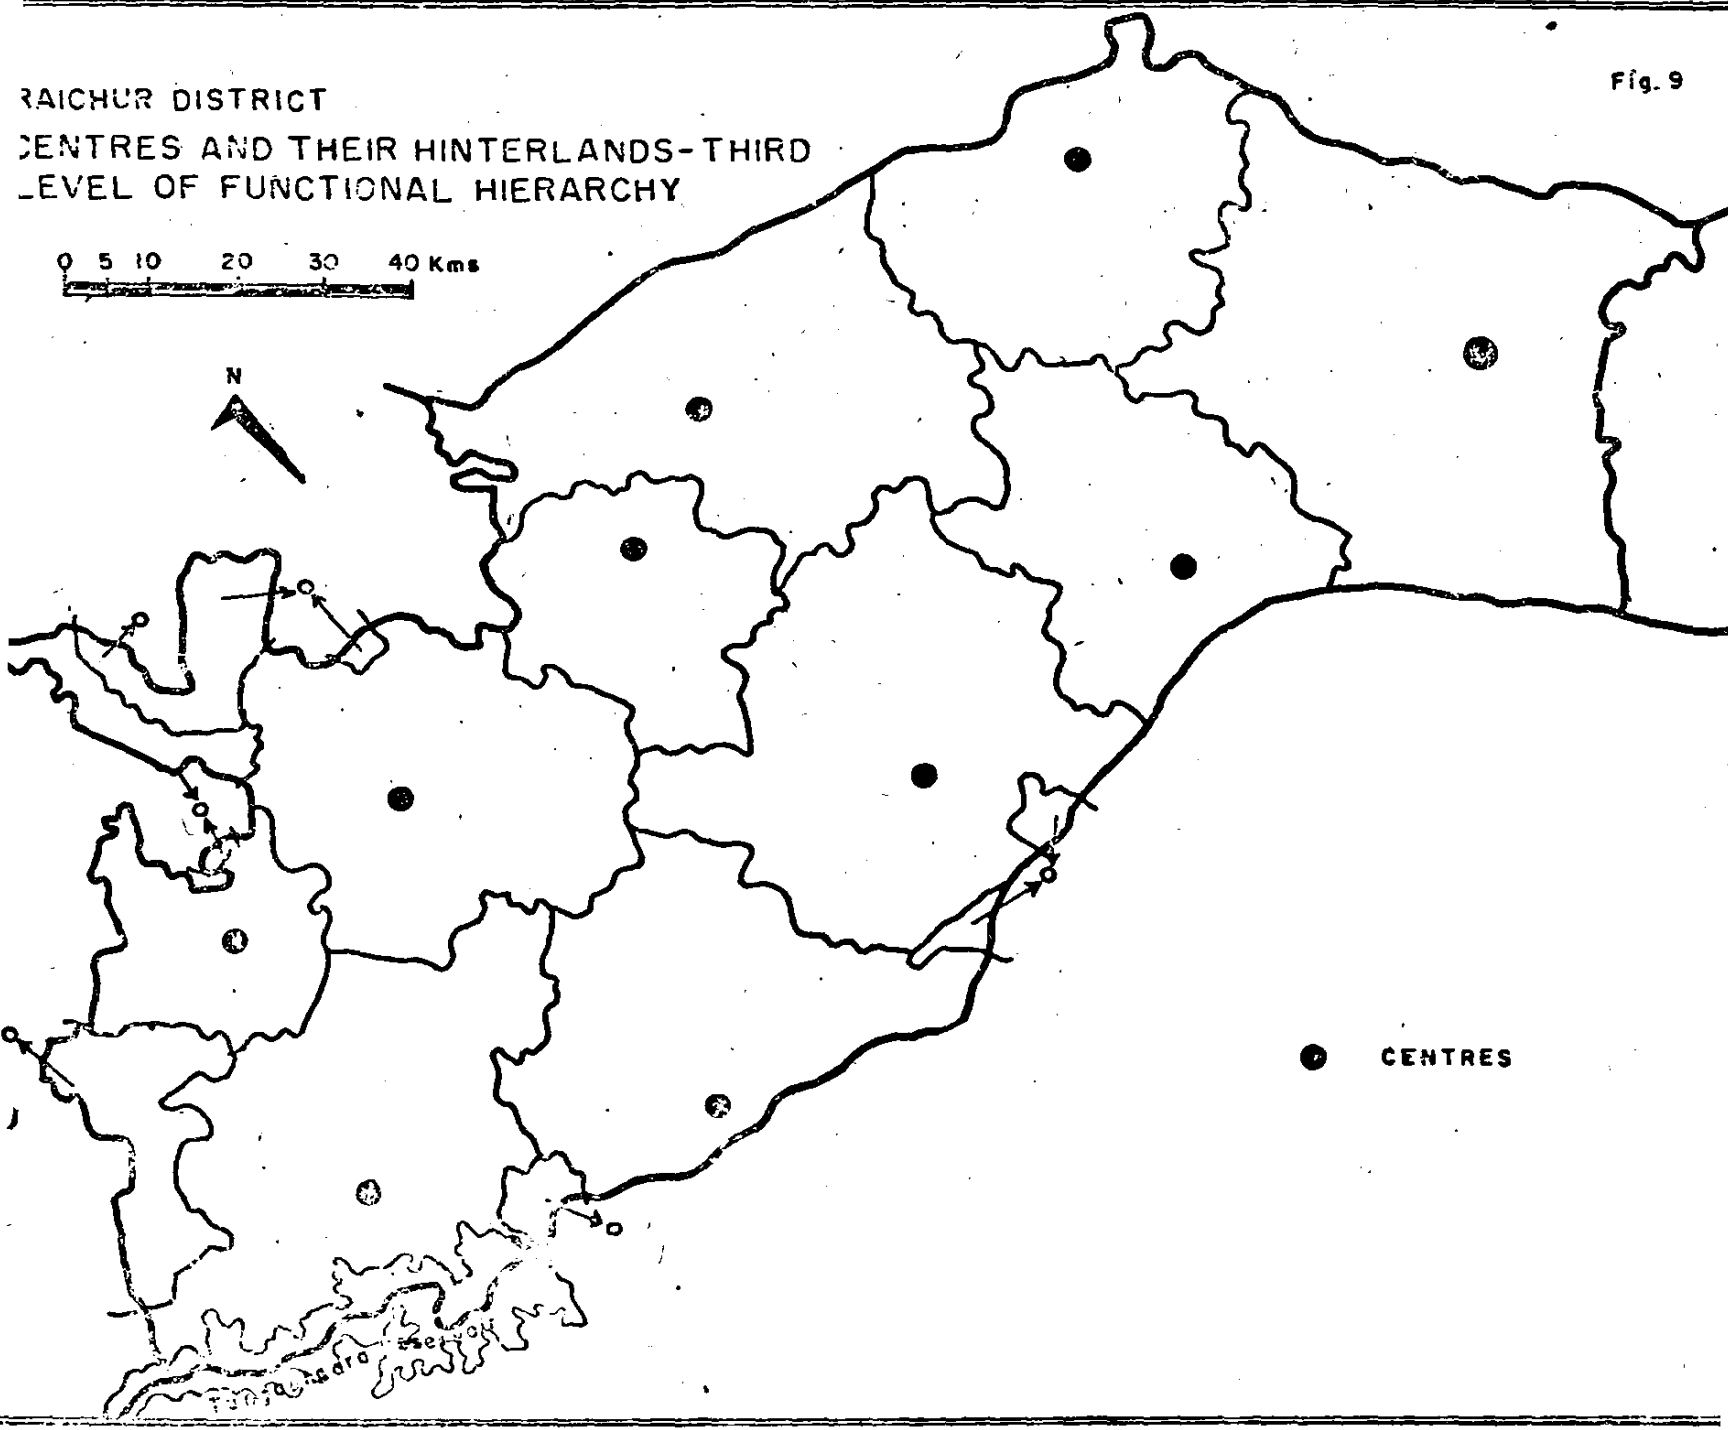 Fig. 9
RAICHUR DISTRICT
CENTRES AND THEIR HINTERLANDS-THIRD
LEVEL OF FUNCTIONAL HIERARCHY
0 5 10 20 30 40 Kms
N
CENTRES